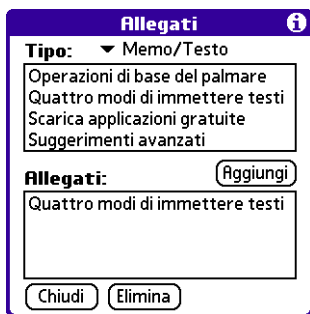 Allegati
Tipo: Memo/Testo
Operazioni di base del palmare
Quattro modi di immettere testi
Scarica applicazioni gratuite
Suggerimenti avanzati
Allegati: Aggiungi
Quattro modi di immettere testi
Chiudi Elimina